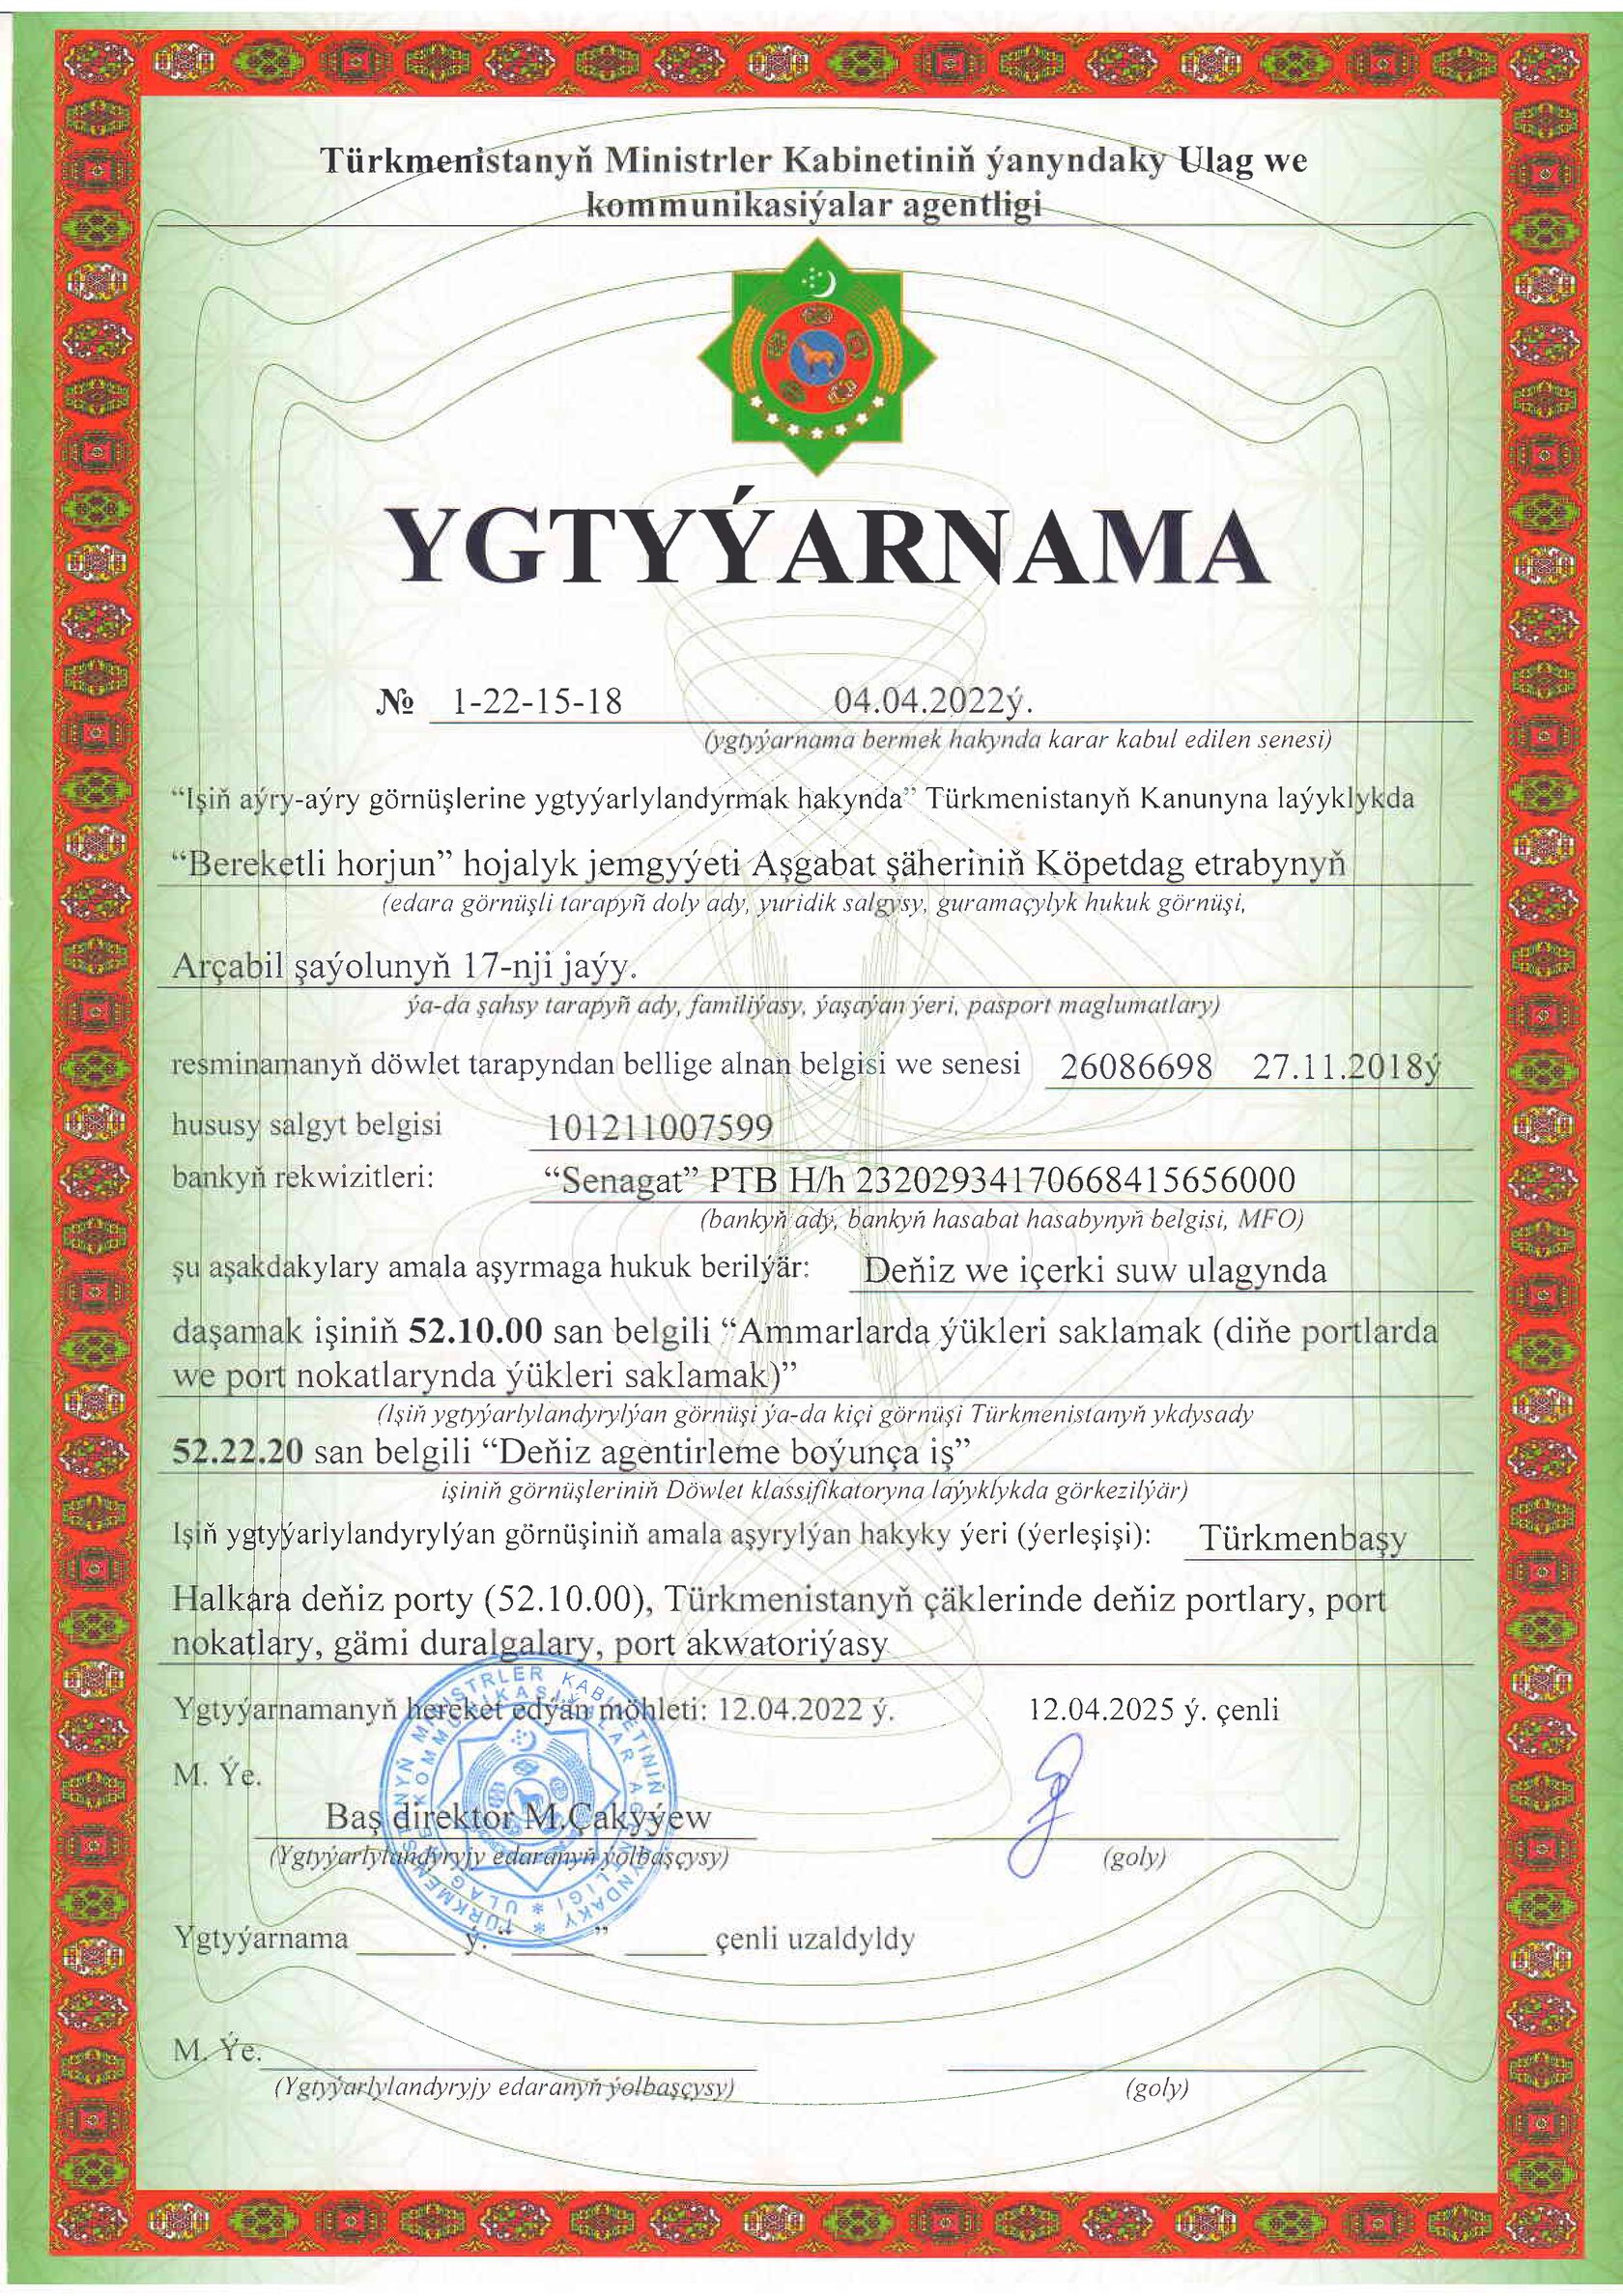 Türkmenistanyň Ministrler Kabinetiniň ýanyndaky Ulag we
kommunikasiýalar agentligi
YGTYÝARNAMA
№ 1-22-15-18 04.04.2022ý.
(ygtyýarnama bermek hakynda karar kabul edilen senesi)
“Işiň aýry-aýry görnüşlerine ygtyýarlylandyrmak hakynda” Türkmenistanyň Kanunyna laýyklykda
“Bereketli horjun” hojalyk jemgyýeti Aşgabat şäheriniň Köpetdag etrabynyň
(edara görnüşli tarapyň doly ady, yuridik salgysy, guramaçylyk hukuk görnüşi,
Arçabil şaýolunyň 17-nji jaýy.
ýa-da şahsy tarapyň ady, familiýasy, ýaşaýan ýeri, pasport maglumatlary)
resminamanyň döwlet tarapyndan bellige alnan belgisi we senesi 26086698 27.11.2018ý
hususy salgyt belgisi 101211007599
bankyň rekwizitleri: “Senagat” PTB H/h 23202934170668415656000
(bankyň ady, bankyň hasabat hasabynyň belgisi, MFO)
şu aşakdakylary amala aşyrmaga hukuk berilýär: Deňiz we içerki suw ulagynda
daşamak işiniň 52.10.00 san belgili “Ammarlarda ýükleri saklamak (diňe portlarda
we port nokatlarynda ýükleri saklamak)”
(Işiň ygtyýarlylandyrylýan görnüşi ýa-da kiçi görnüşi Türkmenistanyň ykdysady
52.22.20 san belgili “Deňiz agentirleme boýunça iş”
işiniň görnüşleriniň Döwlet klassifikatoryna laýyklykda görkezilýär)
Işiň ygtyýarlylandyrylýan görnüşiniň amala aşyrylýan hakyky ýeri (ýerleşişi): Türkmenbaşy
Halkara deňiz porty (52.10.00), Türkmenistanyň çäklerinde deňiz portlary, port
nokatlary, gämi duralgalary, port akwatoriýasy
Ygtyýarnamanyň hereket edýän möhleti: 12.04.2022 ý. 12.04.2025 ý. çenli
M. Ýe.
Baş direktor M.Çakyýew
(Ygtyýarlylandyryjy edaranyň ýolbaşçysy) (goly)
TÜRKMENISTANYŇ MINISTRLER KABINETINIŇ ÝANYNDAKY
ULAG WE KOMMUNIKASIÝALAR AGENTLIGI
Ygtyýarnama ______ ý. “_____” _____ çenli uzaldyldy
M. Ýe.
(Ygtyýarlylandyryjy edaranyň ýolbaşçysy) (goly)